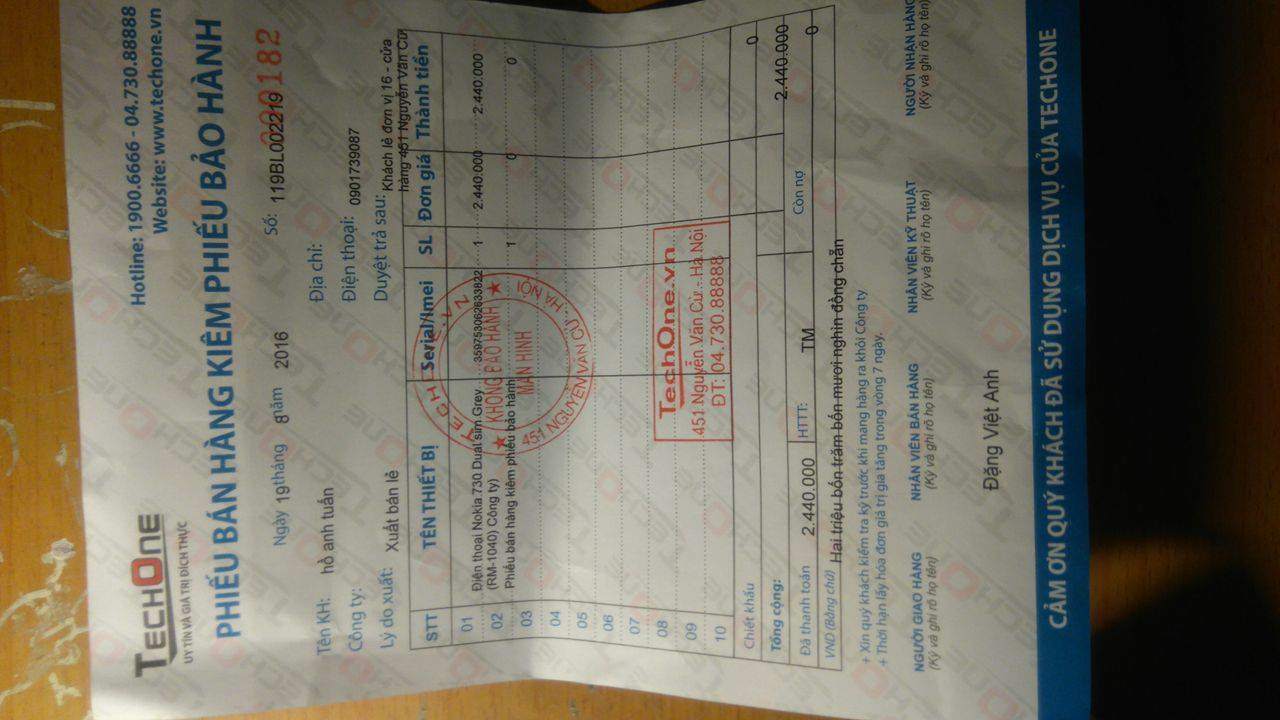 TECHONE
UY TÍN VÀ GIÁ TRỊ ĐÍCH THỰC
Hotline: 1900.6666 - 04.730.88888
Website: www.techone.vn
PHIẾU BÁN HÀNG KIÊM PHIẾU BẢO HÀNH
Ngày 19 tháng 8 năm 2016
Số: 119BL002219
Tên KH: hồ anh tuấn
Địa chỉ:
Công ty:
Điện thoại: 0901739087
Lý do xuất: Xuất bán lẻ
Duyệt trả sau: Khách lẻ đơn vị 16 - cửa
hàng 451 Nguyễn Văn Cừ
STT TÊN THIẾT BỊ Serial/Imei SL Đơn giá Thành tiền
01 Điện thoại Nokia 730 Dual sim Grey 359753062633822 1 2.440.000 2.440.000
(RM-1040) Công ty)
02 Phiếu bán hàng kiêm phiếu bảo hành 1 0 0
03
04
05
06
07
08
09
10
KHÔNG BẢO HÀNH
MÀN HÌNH
451 NGUYỄN VĂN CỪ - HÀ NỘI
TechOne.vn
451 Nguyễn Văn Cừ - Hà Nội
ĐT: 04.730.88888
Chiết khấu 0
Tổng cộng: 2.440.000
Đã thanh toán 2.440.000 HTTT: TM Còn nợ 0
VNĐ (Bằng chữ) Hai triệu bốn trăm bốn mươi nghìn đồng chẵn
+ Xin quý khách kiểm tra kỹ trước khi mang hàng ra khỏi Công ty
+ Thời hạn lấy hóa đơn giá trị gia tăng trong vòng 7 ngày.
NGƯỜI GIAO HÀNG NHÂN VIÊN BÁN HÀNG NHÂN VIÊN KỸ THUẬT NGƯỜI NHẬN HÀNG
(Ký và ghi rõ họ tên) (Ký và ghi rõ họ tên) (Ký và ghi rõ họ tên) (Ký và ghi rõ họ tên)
Đặng Việt Anh
CẢM ƠN QUÝ KHÁCH ĐÃ SỬ DỤNG DỊCH VỤ CỦA TECHONE